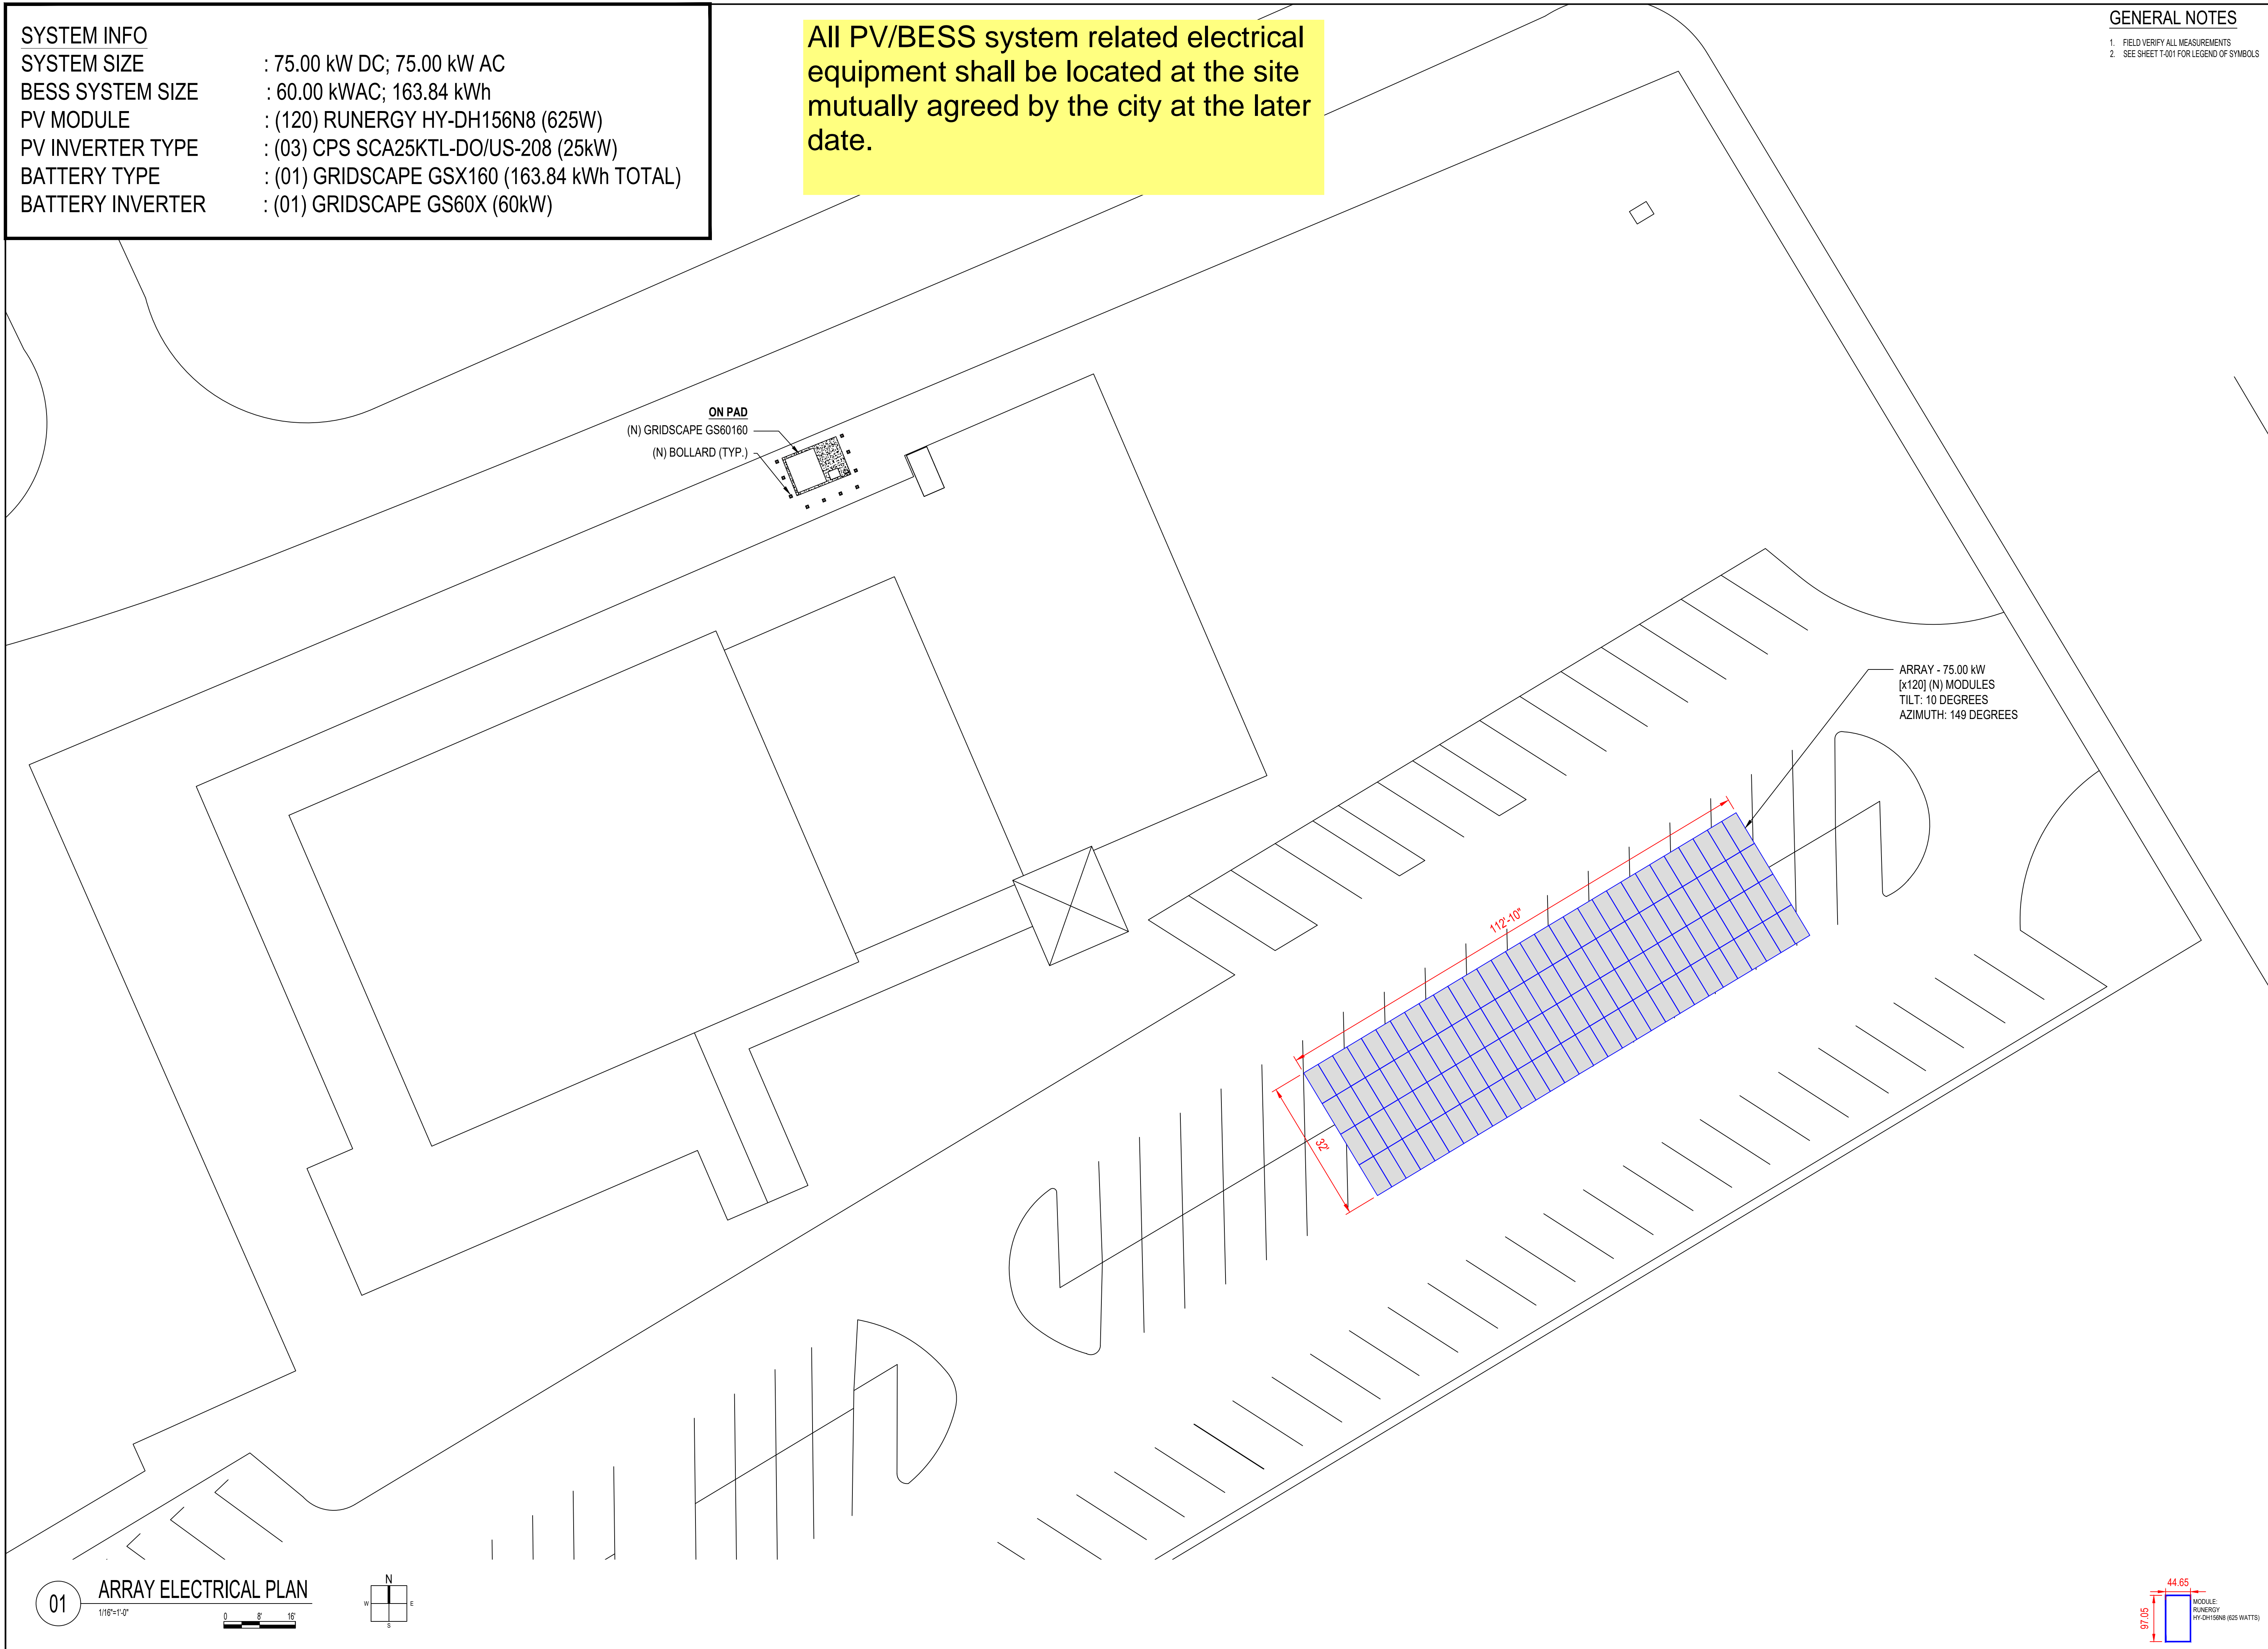 SYSTEM INFO
SYSTEM SIZE : 75.00 kW DC; 75.00 kW AC
BESS SYSTEM SIZE : 60.00 kWAC; 163.84 kWh
PV MODULE : (120) RUNERGY HY-DH156N8 (625W)
PV INVERTER TYPE : (03) CPS SCA25KTL-DO/US-208 (25kW)
BATTERY TYPE : (01) GRIDSCAPE GSX160 (163.84 kWh TOTAL)
BATTERY INVERTER : (01) GRIDSCAPE GS60X (60kW)
All PV/BESS system related electrical
equipment shall be located at the site
mutually agreed by the city at the later
date.
GENERAL NOTES
1. FIELD VERIFY ALL MEASUREMENTS
2. SEE SHEET T-001 FOR LEGEND OF SYMBOLS
ON PAD
(N) GRIDSCAPE GS60160
(N) BOLLARD (TYP.)
ARRAY - 75.00 kW
[x120] (N) MODULES
TILT: 10 DEGREES
AZIMUTH: 149 DEGREES
112'-10"
32'
01
ARRAY ELECTRICAL PLAN
1/16"=1'-0"
0 8' 16'
N
W E
S
44.65
97.05
MODULE:
RUNERGY
HY-DH156N8 (625 WATTS)